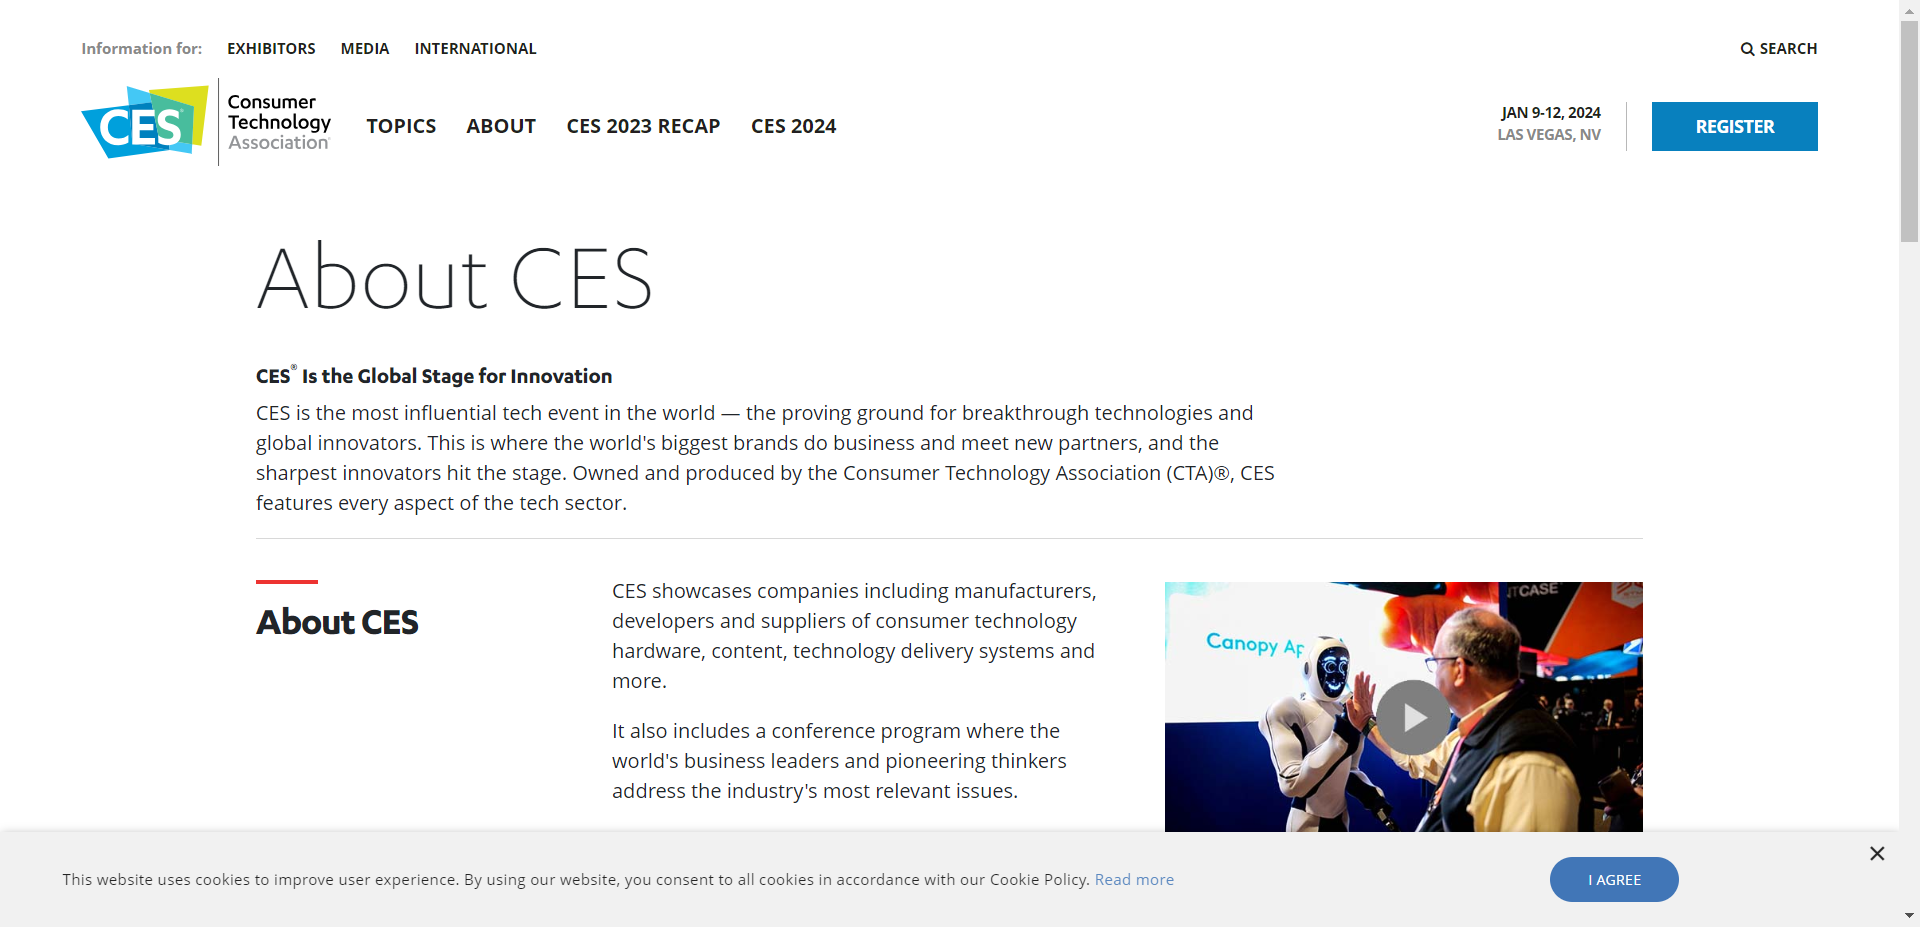 Information for: EXHIBITORS MEDIA INTERNATIONAL
SEARCH
CES
Consumer
Technology
Association
TOPICS ABOUT CES 2023 RECAP CES 2024
JAN 9-12, 2024
LAS VEGAS, NV
REGISTER
About CES
CES® Is the Global Stage for Innovation
CES is the most influential tech event in the world — the proving ground for breakthrough technologies and
global innovators. This is where the world's biggest brands do business and meet new partners, and the
sharpest innovators hit the stage. Owned and produced by the Consumer Technology Association (CTA)®, CES
features every aspect of the tech sector.
About CES
CES showcases companies including manufacturers,
developers and suppliers of consumer technology
hardware, content, technology delivery systems and
more.
It also includes a conference program where the
world's business leaders and pioneering thinkers
address the industry's most relevant issues.
Canopy Ap
This website uses cookies to improve user experience. By using our website, you consent to all cookies in accordance with our Cookie Policy. Read more
I AGREE